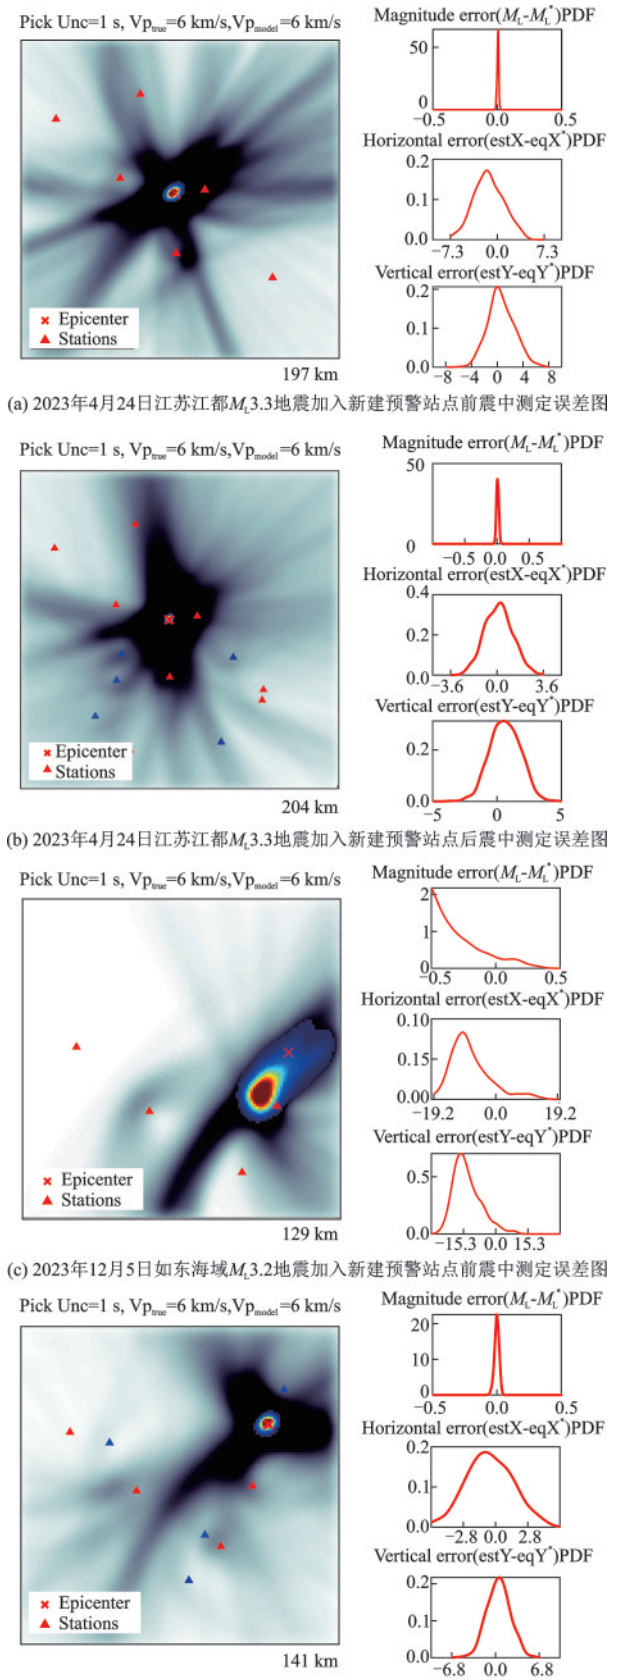 Pick Unc=1 s, Vptrue=6 km/s,Vpmodel=6 km/s
Epicenter
Stations
197 km
Magnitude error(ML-ML*)PDF
50
0
−0.5 0.0 0.5
Horizontal error(estX-eqX*)PDF
0.2
0.1
0.0
−7.3 0.0 7.3
Vertical error(estY-eqY*)PDF
0.2
0.1
0.0
−8 −4 0 4 8
(a) 2023年4月24日江苏江都ML3.3地震加入新建预警站点前震中测定误差图
Pick Unc=1 s, Vptrue=6 km/s,Vpmodel=6 km/s
Epicenter
Stations
204 km
Magnitude error(ML-ML*)PDF
50
0
−0.5 0.0 0.5
Horizontal error(estX-eqX*)PDF
0.4
0.2
0.0
−3.6 0.0 3.6
Vertical error(estY-eqY*)PDF
0.2
0.0
−5 0 5
(b) 2023年4月24日江苏江都ML3.3地震加入新建预警站点后震中测定误差图
Pick Unc=1 s, Vptrue=6 km/s,Vpmodel=6 km/s
Epicenter
Stations
129 km
Magnitude error(ML-ML*)PDF
2
1
0
−0.5 0.0 0.5
Horizontal error(estX-eqX*)PDF
0.10
0.15
0.00
−19.2 0.0 19.2
Vertical error(estY-eqY*)PDF
0.5
0.0
−15.3 0.0 15.3
(c) 2023年12月5日如东海域ML3.2地震加入新建预警站点前震中测定误差图
Pick Unc=1 s, Vptrue=6 km/s,Vpmodel=6 km/s
Epicenter
Stations
141 km
Magnitude error(ML-ML*)PDF
20
10
0
−0.5 0.0 0.5
Horizontal error(estX-eqX*)PDF
0.2
0.1
0.0
−2.8 0.0 2.8
Vertical error(estY-eqY*)PDF
0.2
0.1
0.0
−6.8 0.0 6.8